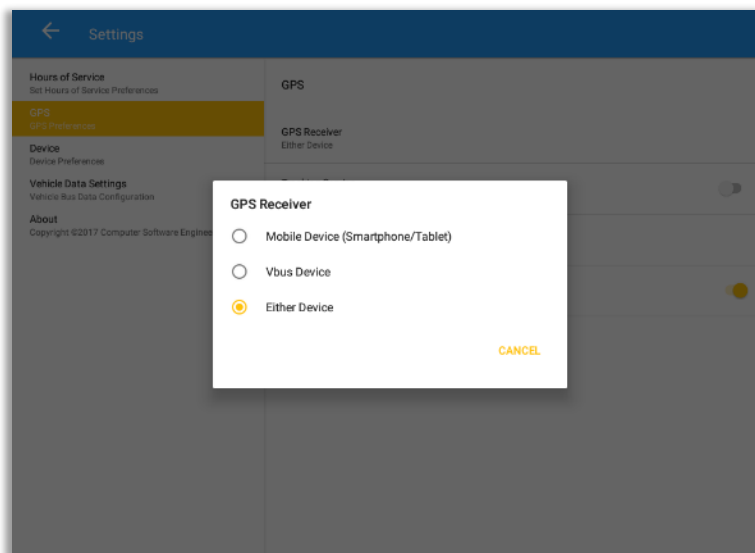 Settings
Hours of Service
Set Hours of Service Preferences
GPS
GPS Preferences
Device
Device Preferences
Vehicle Data Settings
Vehicle Bus Data Configuration
About
Copyright ©2017 Computer Software
GPS
GPS Receiver
Either Device
GPS Receiver
Mobile Device (Smartphone/Tablet)
Vbus Device
Either Device
CANCEL